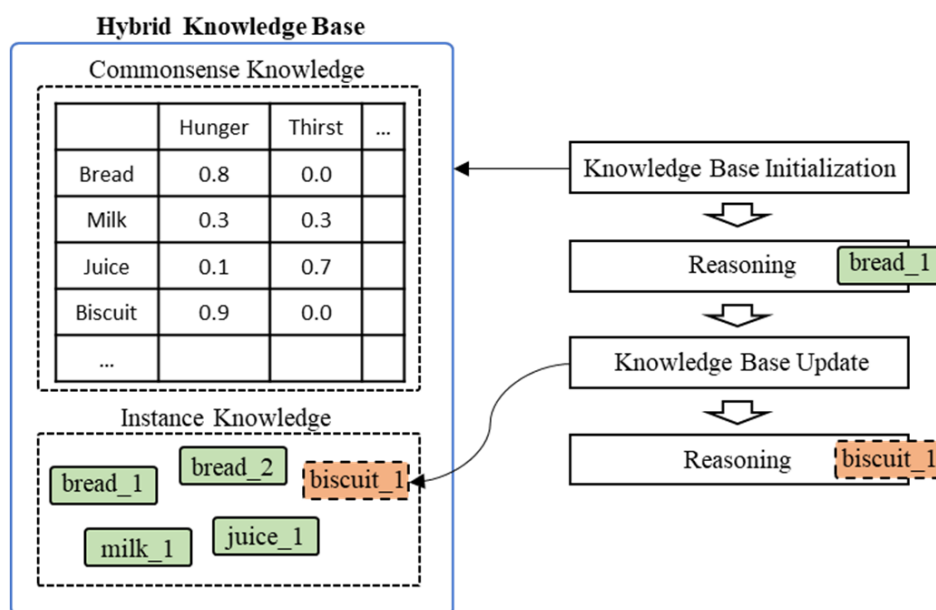 Hybrid Knowledge Base
Commonsense Knowledge
Hunger Thirst ...
Bread 0.8 0.0
Milk 0.3 0.3
Juice 0.1 0.7
Biscuit 0.9 0.0
...
Instance Knowledge
bread_1
bread_2
biscuit_1
milk_1
juice_1
Knowledge Base Initialization
Reasoning bread_1
Knowledge Base Update
Reasoning biscuit_1